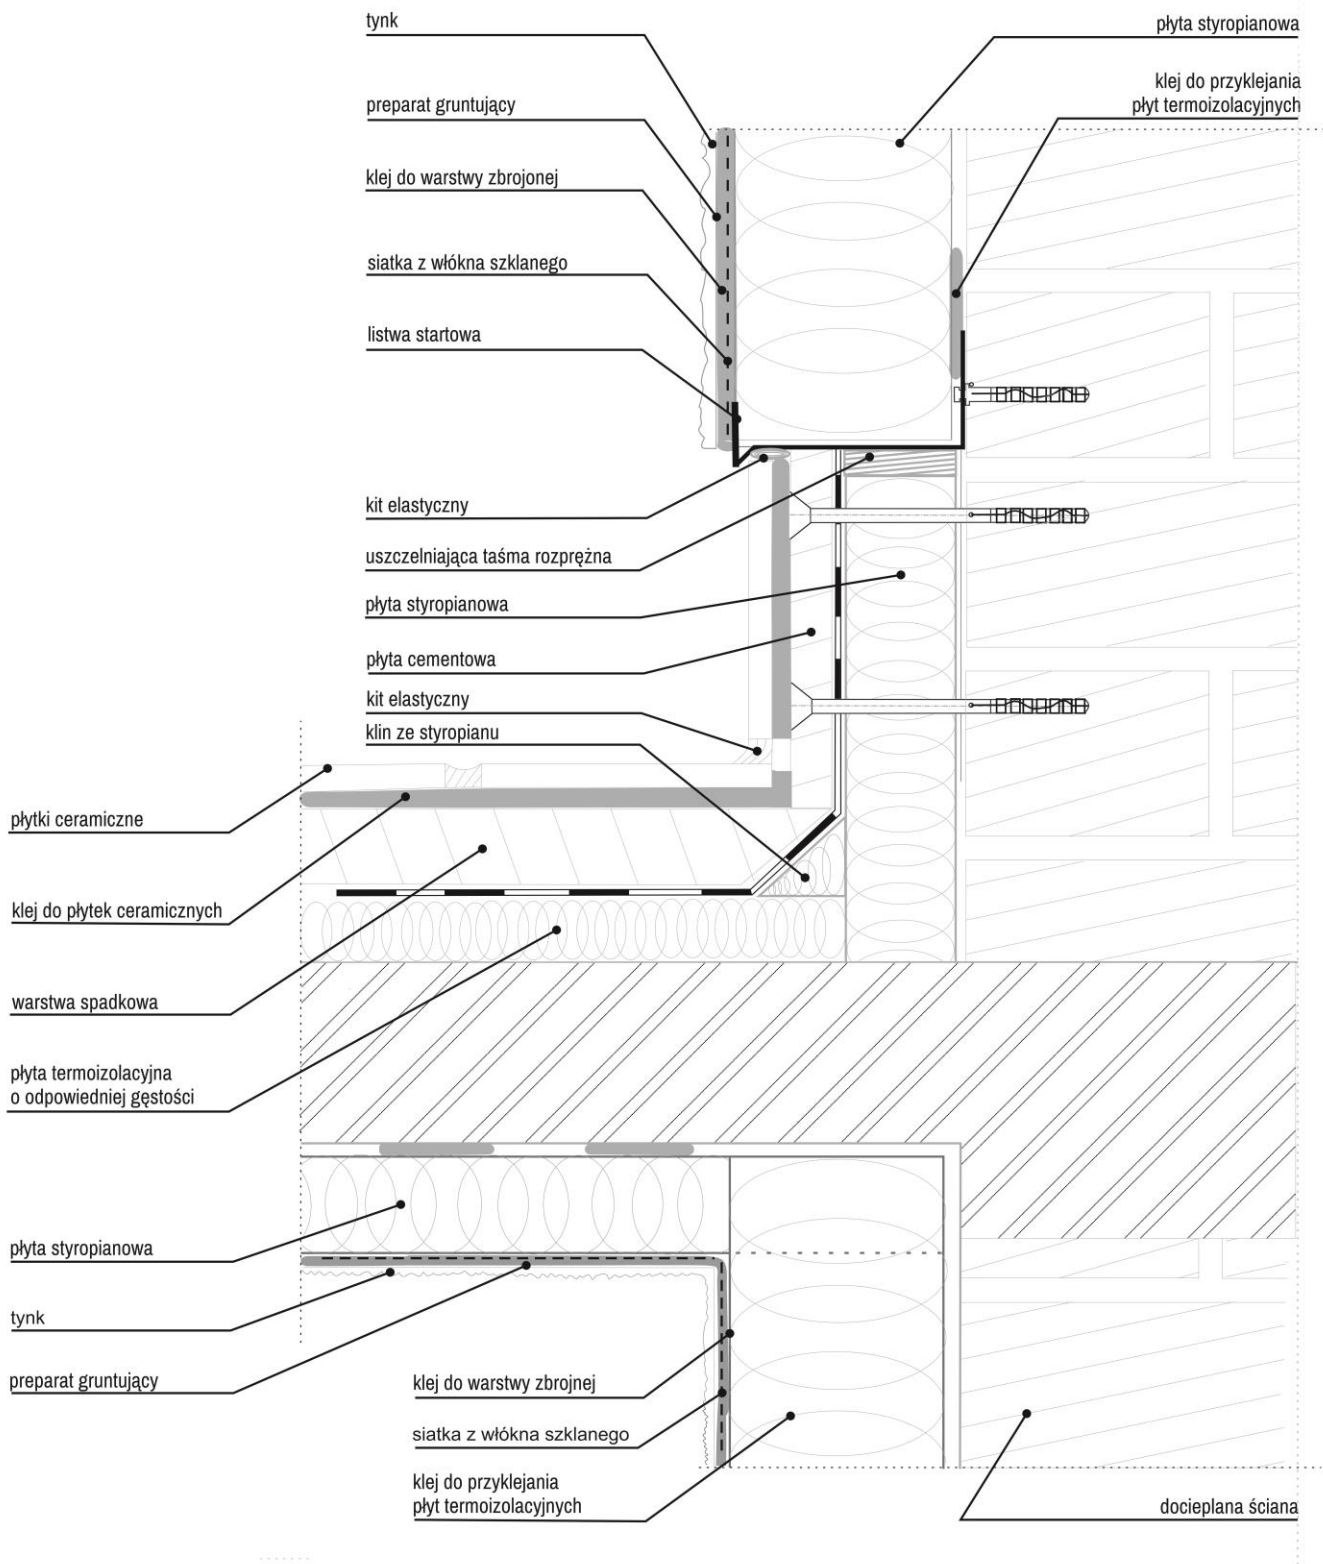 tynk
preparat gruntujący
klej do warstwy zbrojonej
siatka z włókna szklanego
listwa startowa
płyta styropianowa
klej do przyklejania
płyt termoizolacyjnych
kit elastyczny
uszczelniająca taśma rozprężna
płyta styropianowa
płyta cementowa
kit elastyczny
klin ze styropianu
płytki ceramiczne
klej do płytek ceramicznych
warstwa spadkowa
płyta termoizolacyjna
o odpowiedniej gęstości
płyta styropianowa
tynk
preparat gruntujący
klej do warstwy zbrojnej
siatka z włókna szklanego
klej do przyklejania
płyt termoizolacyjnych
docieplana ściana